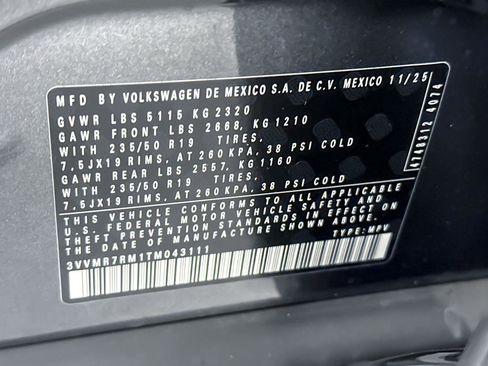 MFD BY VOLKSWAGEN DE MEXICO S.A. DE C.V. MEXICO 11/25
GVWR LBS 5115 KG 2320
GAWR FRONT LBS 2668, KG 1210
WITH 235/50 R19 TIRES,
7.5JX19 RIMS, AT 260 KPA, 38 PSI COLD
GAWR REAR LBS 2557, KG 1160
WITH 235/50 R19 TIRES,
7.5JX19 RIMS, AT 260 KPA, 38 PSI COLD
THIS VEHICLE CONFORMS TO ALL APPLICABLE
U.S. FEDERAL MOTOR VEHICLE SAFETY AND
THEFT PREVENTION STANDARDS IN EFFECT ON
THE DATE OF MANUFACTURE SHOWN ABOVE.
3VVMR7RM1TM043111 TYPE: MPV